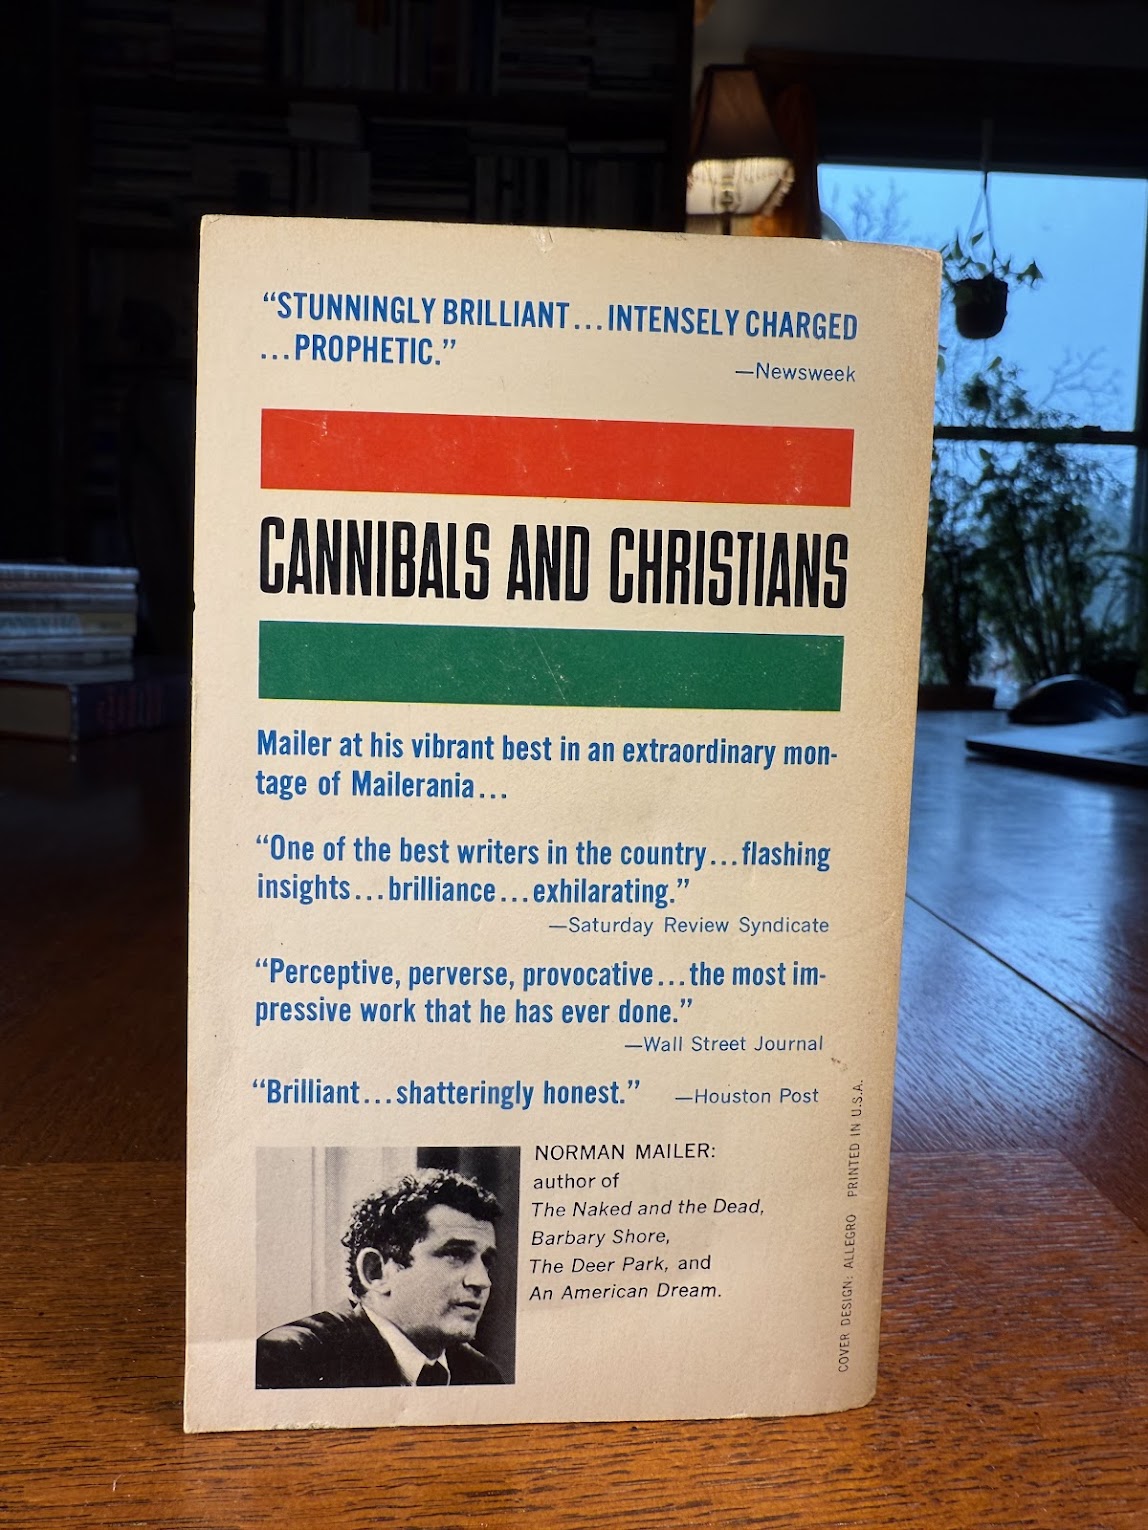 “STUNNINGLY BRILLIANT...INTENSELY CHARGED
...PROPHETIC.”
—Newsweek
CANNIBALS AND CHRISTIANS
Mailer at his vibrant best in an extraordinary mon-
tage of Mailerania...
“One of the best writers in the country...flashing
insights...brilliance...exhilarating.”
—Saturday Review Syndicate
“Perceptive, perverse, provocative...the most im-
pressive work that he has ever done.”
—Wall Street Journal
“Brilliant...shatteringly honest.” —Houston Post
NORMAN MAILER:
author of
The Naked and the Dead,
Barbary Shore,
The Deer Park, and
An American Dream.
COVER DESIGN: ALLEGRO PRINTED IN U.S.A.